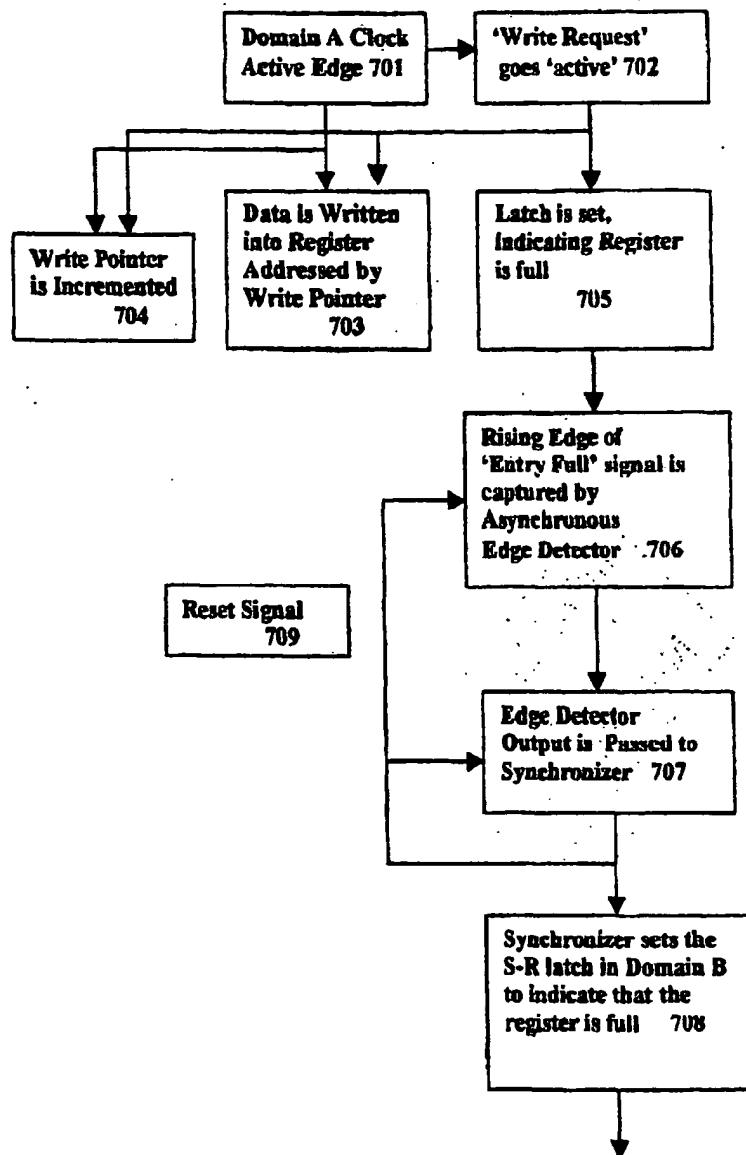 Domain A Clock
Active Edge 701
'Write Request'
goes 'active' 702
Write Pointer
is Incremented
704
Data is Written
into Register
Addressed by
Write Pointer
703
Latch is set,
indicating Register
is full
705
Rising Edge of
'Entry Full' signal is
captured by
Asynchronous
Edge Detector 706
Reset Signal
709
Edge Detector
Output is Passed to
Synchronizer 707
Synchronizer sets the
S-R latch in Domain B
to indicate that the
register is full 708